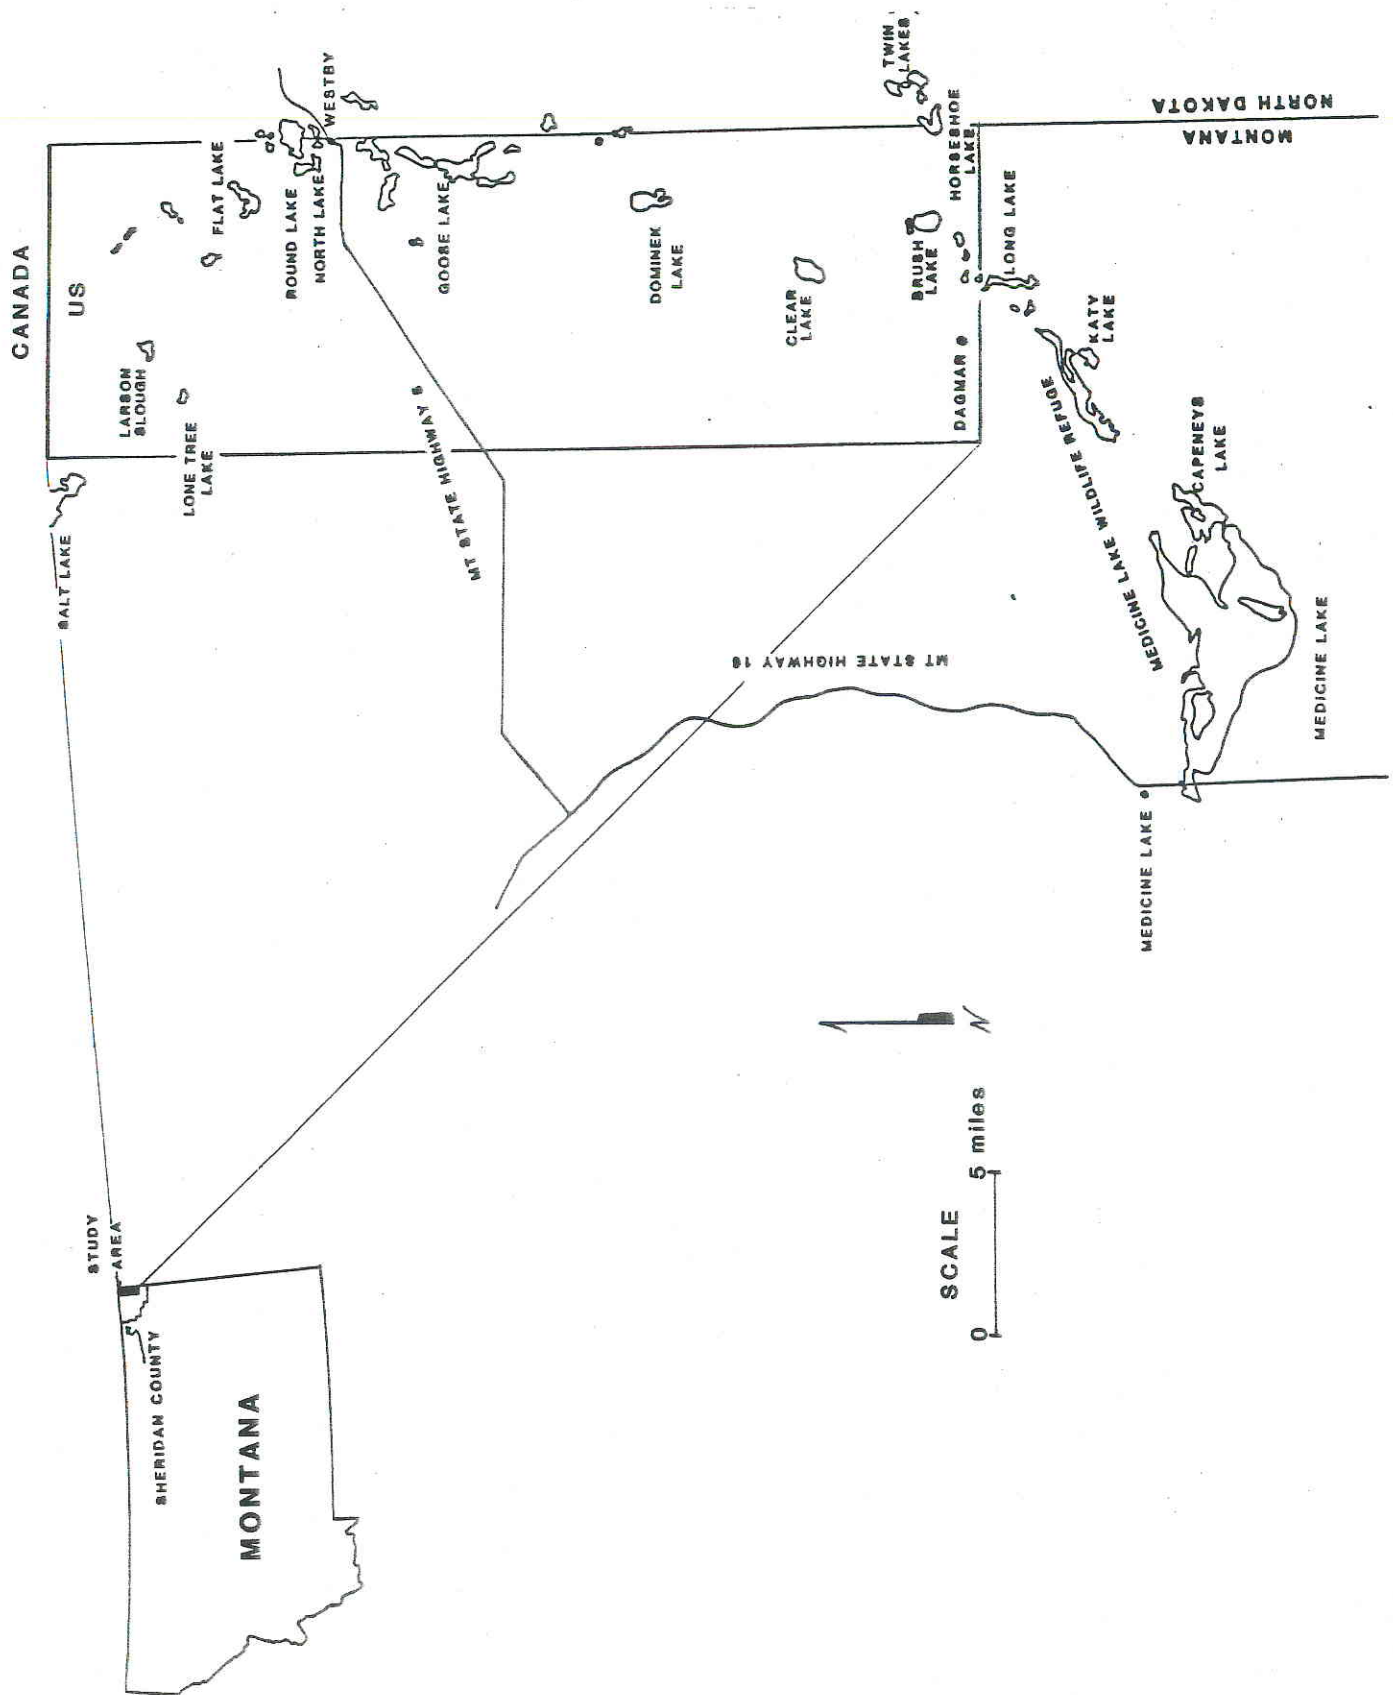 CANADA
US
LARSON
SLOUGH
LONE TREE
LAKE
SALT LAKE
FLAT LAKE
ROUND LAKE
NORTH LAKE
WESTBY
GOOSE LAKE
DOMINEK
LAKE
CLEAR
LAKE
BRUSH
LAKE
TWIN
LAKES
HORSESHOE
LAKE
DAGMAR
LONG LAKE
KATY
LAKE
NORTH DAKOTA
MONTANA
MT STATE HIGHWAY 5
MT STATE HIGHWAY 16
MEDICINE LAKE WILDLIFE REFUGE
CAPENEYS
LAKE
MEDICINE LAKE
MEDICINE LAKE
STUDY
AREA
SHERIDAN COUNTY
MONTANA
N
SCALE
0 5 miles